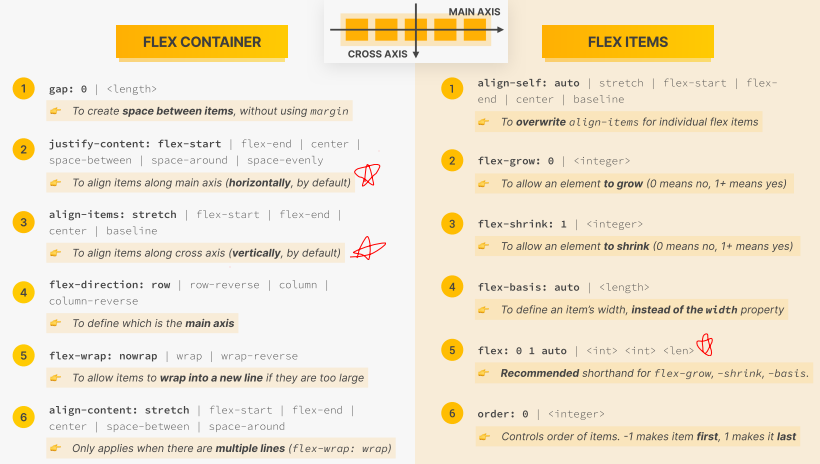 MAIN AXIS
CROSS AXIS
FLEX CONTAINER
1
gap: 0 | <length>
👉 To create space between items, without using margin
2
justify-content: flex-start | flex-end | center |
space-between | space-around | space-evenly
👉 To align items along main axis (horizontally, by default)
3
align-items: stretch | flex-start | flex-end |
center | baseline
👉 To align items along cross axis (vertically, by default)
4
flex-direction: row | row-reverse | column |
column-reverse
👉 To define which is the main axis
5
flex-wrap: nowrap | wrap | wrap-reverse
👉 To allow items to wrap into a new line if they are too large
6
align-content: stretch | flex-start | flex-end |
center | space-between | space-around
👉 Only applies when there are multiple lines (flex-wrap: wrap)
FLEX ITEMS
1
align-self: auto | stretch | flex-start | flex-
end | center | baseline
👉 To overwrite align-items for individual flex items
2
flex-grow: 0 | <integer>
👉 To allow an element to grow (0 means no, 1+ means yes)
3
flex-shrink: 1 | <integer>
👉 To allow an element to shrink (0 means no, 1+ means yes)
4
flex-basis: auto | <length>
👉 To define an item's width, instead of the width property
5
flex: 0 1 auto | <int> <int> <len>
👉 Recommended shorthand for flex-grow, -shrink, -basis.
6
order: 0 | <integer>
👉 Controls order of items. -1 makes item first, 1 makes it last